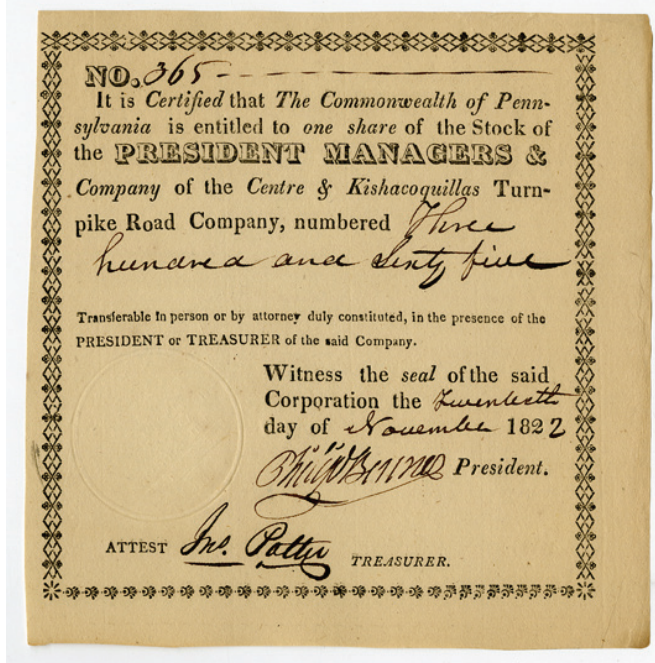 NO. 365
It is Certified that The Commonwealth of Penn-
sylvania is entitled to one share of the Stock of
the PRESIDENT MANAGERS &
Company of the Centre & Kishacoquillas Turn-
pike Road Company, numbered Three
hundred and Sixty five
Transferable in person or by attorney duly constituted, in the presence of the
PRESIDENT or TREASURER of the said Company.
Witness the seal of the said
Corporation the Twentieth
day of November 1822
Philip Benner President.
ATTEST Jno. Potter TREASURER.